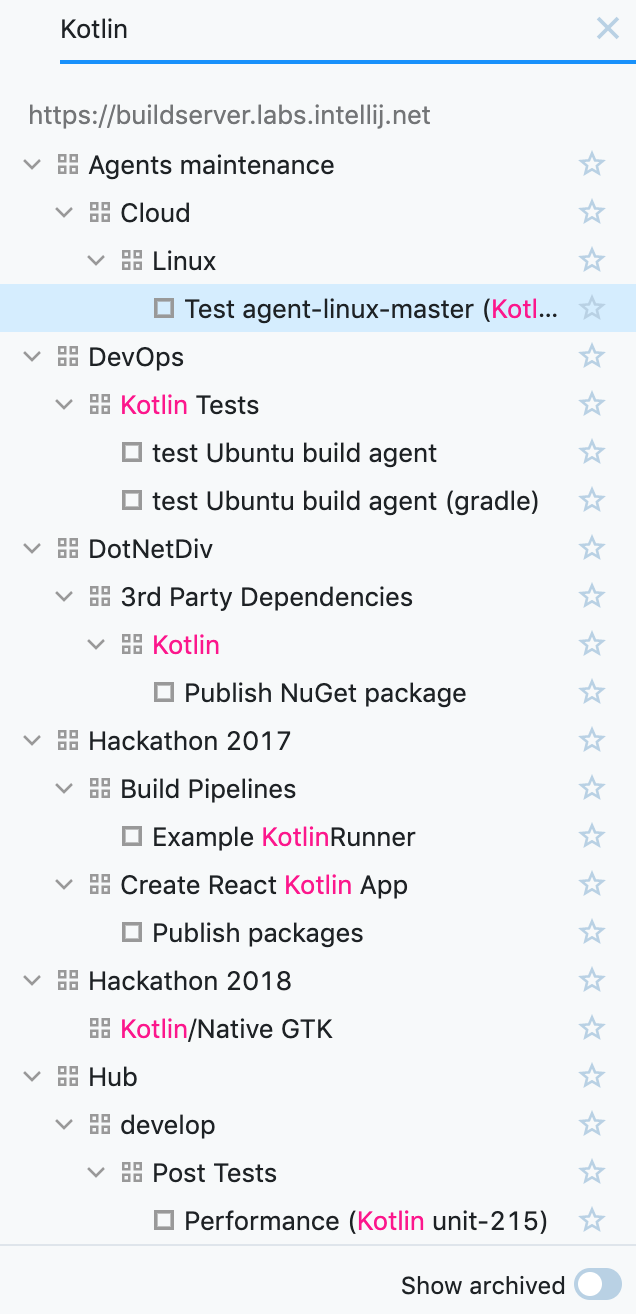 Kotlin
https://buildserver.labs.intellij.net
Agents maintenance
Cloud
Linux
Test agent-linux-master (Kotl...
DevOps
Kotlin Tests
test Ubuntu build agent
test Ubuntu build agent (gradle)
DotNetDiv
3rd Party Dependencies
Kotlin
Publish NuGet package
Hackathon 2017
Build Pipelines
Example KotlinRunner
Create React Kotlin App
Publish packages
Hackathon 2018
Kotlin/Native GTK
Hub
develop
Post Tests
Performance (Kotlin unit-215)
Show archived